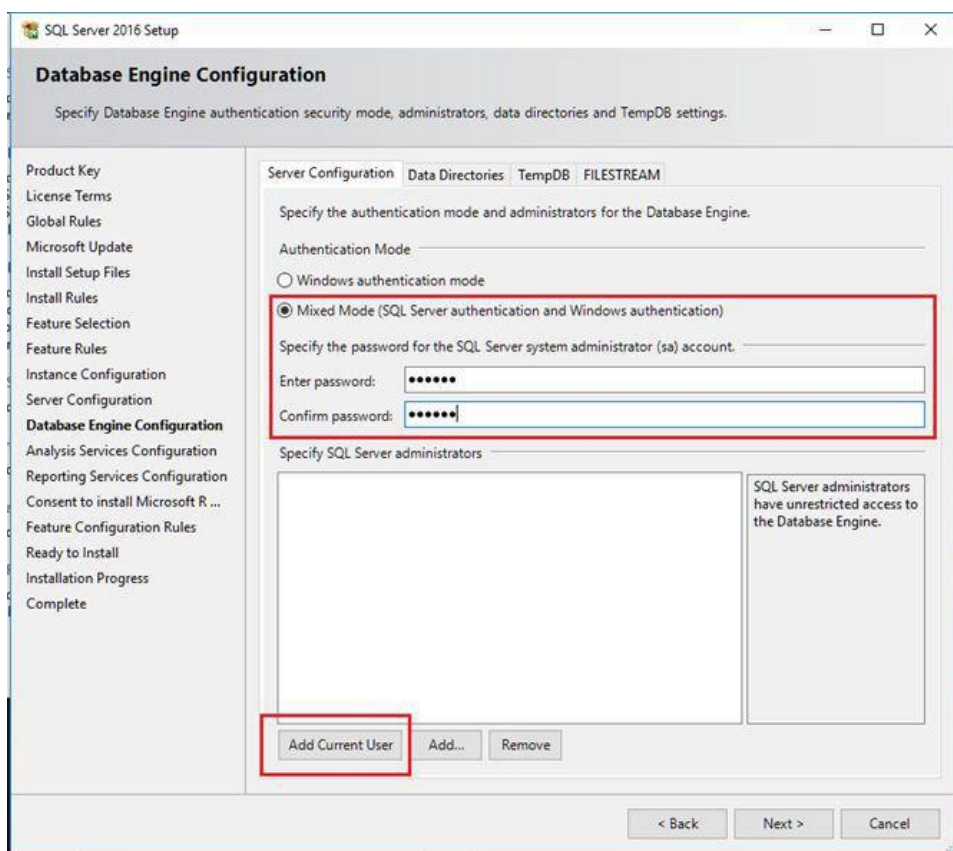 SQL Server 2016 Setup
Database Engine Configuration
Specify Database Engine authentication security mode, administrators, data directories and TempDB settings.
Product Key
License Terms
Global Rules
Microsoft Update
Install Setup Files
Install Rules
Feature Selection
Feature Rules
Instance Configuration
Server Configuration
Database Engine Configuration
Analysis Services Configuration
Reporting Services Configuration
Consent to install Microsoft R ...
Feature Configuration Rules
Ready to Install
Installation Progress
Complete
Server Configuration Data Directories TempDB FILESTREAM
Specify the authentication mode and administrators for the Database Engine.
Authentication Mode
Windows authentication mode
Mixed Mode (SQL Server authentication and Windows authentication)
Specify the password for the SQL Server system administrator (sa) account.
Enter password: ●●●●●●
Confirm password: ●●●●●●
Specify SQL Server administrators
SQL Server administrators
have unrestricted access to
the Database Engine.
Add Current User Add... Remove
< Back Next > Cancel